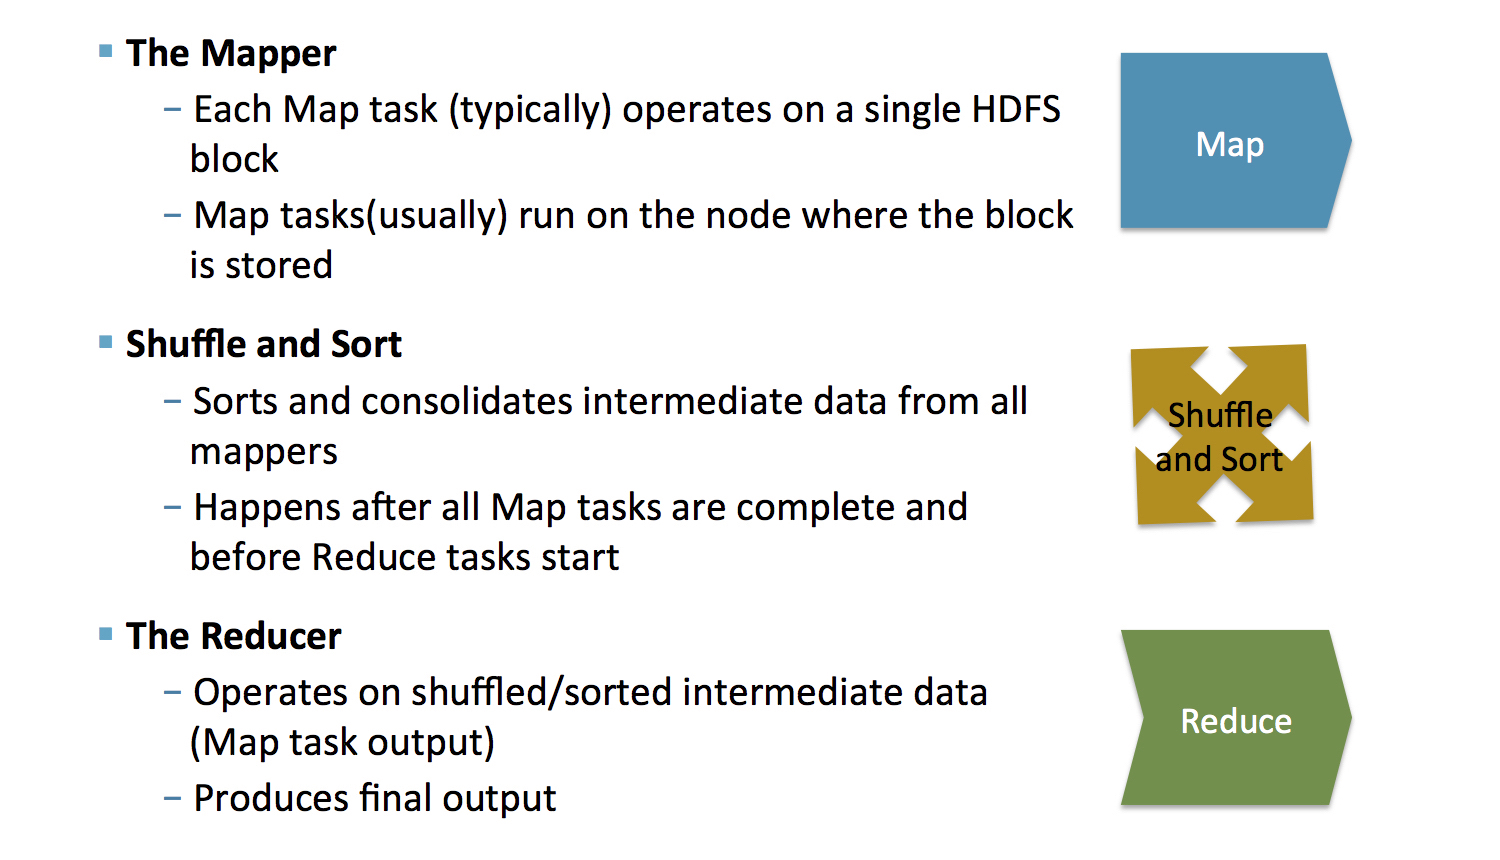 ▪ The Mapper
– Each Map task (typically) operates on a single HDFS
block
– Map tasks(usually) run on the node where the block
is stored
Map
▪ Shuffle and Sort
– Sorts and consolidates intermediate data from all
mappers
– Happens after all Map tasks are complete and
before Reduce tasks start
Shuffle
and Sort
▪ The Reducer
– Operates on shuffled/sorted intermediate data
(Map task output)
– Produces final output
Reduce